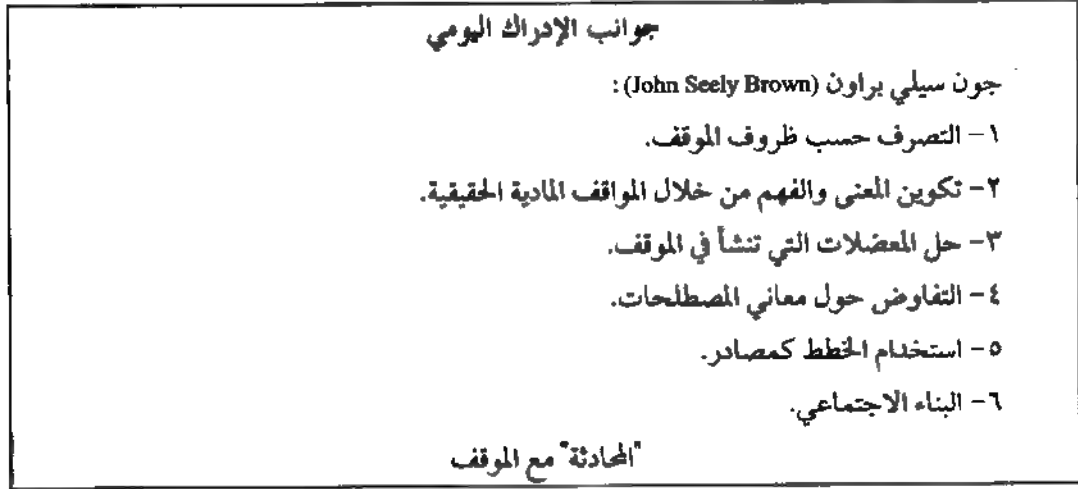 جوانب الإدراك اليومي
جون سيلي براون (John Seely Brown):
١- التصرف حسب ظروف الموقف.
٢- تكوين المعنى والفهم من خلال المواقف المادية الحقيقية.
٣- حل المعضلات التي تنشأ في الموقف.
٤- التفاوض حول معاني المصطلحات.
٥- استخدام الخطط كمصادر.
٦- البناء الاجتماعي.
"المحادثة" مع الموقف